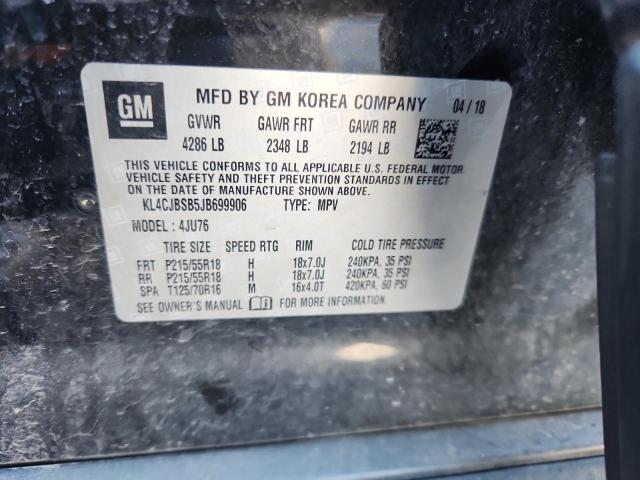 GM MFD BY GM KOREA COMPANY 04 / 18
GVWR GAWR FRT GAWR RR
4286 LB 2348 LB 2194 LB
THIS VEHICLE CONFORMS TO ALL APPLICABLE U.S. FEDERAL MOTOR
VEHICLE SAFETY AND THEFT PREVENTION STANDARDS IN EFFECT ON
THE DATE OF MANUFACTURE SHOWN ABOVE.
KL4CJBSB5JB699906 TYPE: MPV
MODEL : 4JU76
TIRE SIZE SPEED RTG RIM COLD TIRE PRESSURE
FRT P215/55R18 H 18x7.0J 240KPA, 35 PSI
RR P215/55R18 H 18x7.0J 240KPA, 35 PSI
SPA T125/70R16 M 16x4.0T 420KPA, 60 PSI
SEE OWNER'S MANUAL FOR MORE INFORMATION.